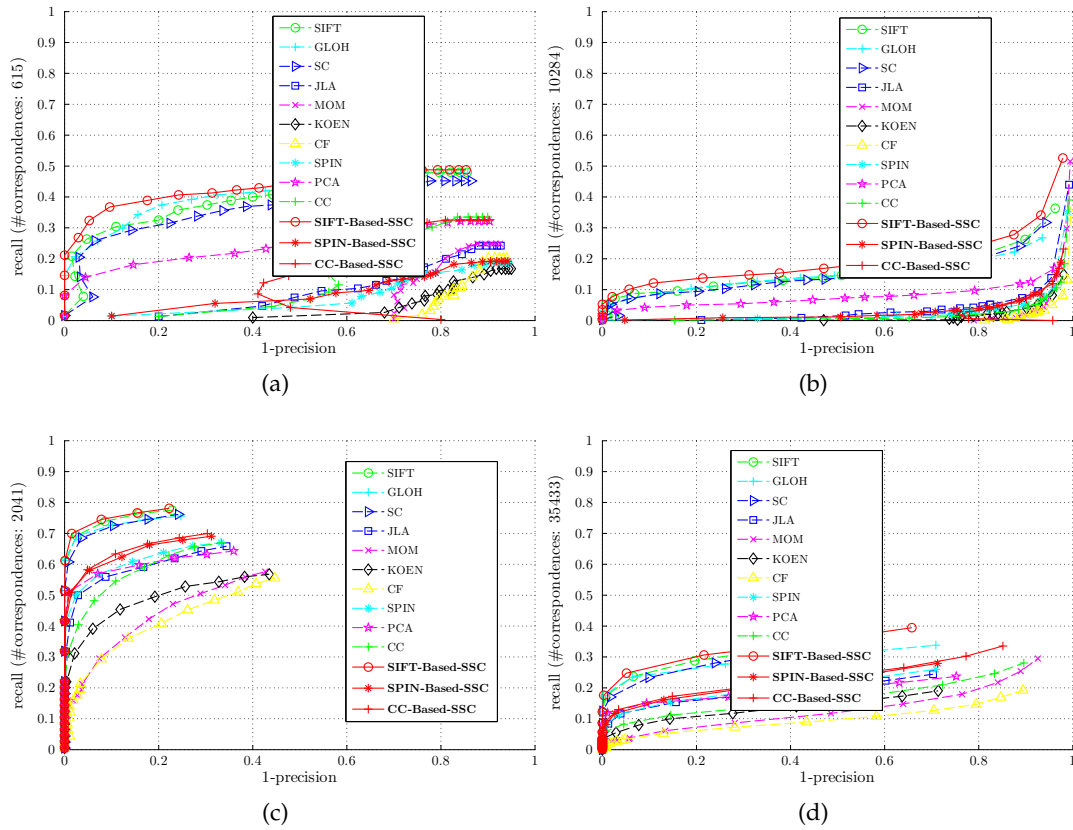 1
0.9
0.8
0.7
0.6
0.5
0.4
0.3
0.2
0.1
0
recall (#correspondences: 615)
0 0.2 0.4 0.6 0.8 1
1-precision
SIFT
GLOH
SC
JLA
MOM
KOEN
CF
SPIN
PCA
CC
SIFT-Based-SSC
SPIN-Based-SSC
CC-Based-SSC
(a)
1
0.9
0.8
0.7
0.6
0.5
0.4
0.3
0.2
0.1
0
recall (#correspondences: 10284)
0 0.2 0.4 0.6 0.8 1
1-precision
SIFT
GLOH
SC
JLA
MOM
KOEN
CF
SPIN
PCA
CC
SIFT-Based-SSC
SPIN-Based-SSC
CC-Based-SSC
(b)
1
0.9
0.8
0.7
0.6
0.5
0.4
0.3
0.2
0.1
0
recall (#correspondences: 2041)
0 0.2 0.4 0.6 0.8 1
1-precision
SIFT
GLOH
SC
JLA
MOM
KOEN
CF
SPIN
PCA
CC
SIFT-Based-SSC
SPIN-Based-SSC
CC-Based-SSC
(c)
1
0.9
0.8
0.7
0.6
0.5
0.4
0.3
0.2
0.1
0
recall (#correspondences: 35433)
0 0.2 0.4 0.6 0.8 1
1-precision
SIFT
GLOH
SC
JLA
MOM
KOEN
CF
SPIN
PCA
CC
SIFT-Based-SSC
SPIN-Based-SSC
CC-Based-SSC
(d)